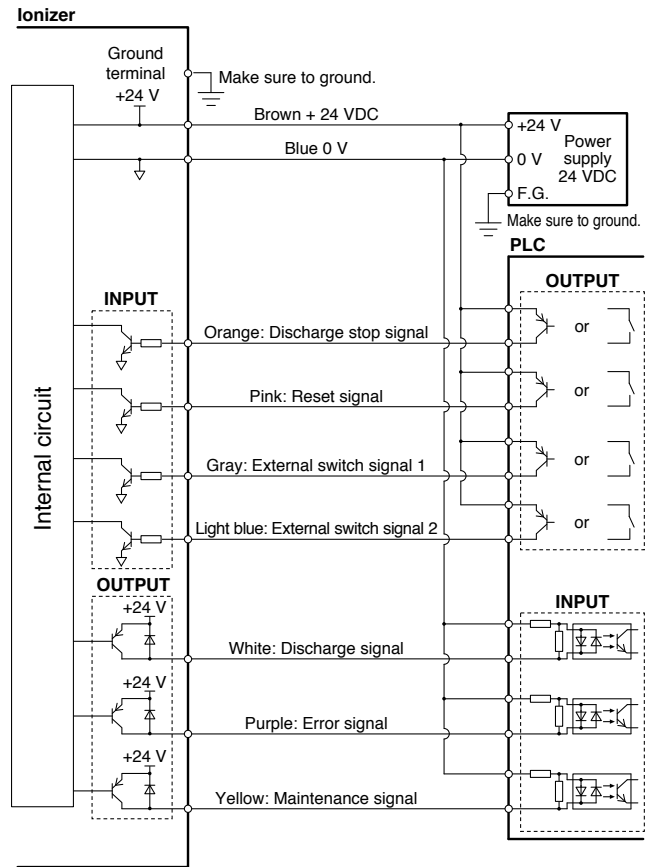 Ionizer
Ground
terminal
Make sure to ground.
+24 V
Brown + 24 VDC
Blue 0 V
+24 V
0 V
F.G.
Power
supply
24 VDC
Make sure to ground.
PLC
OUTPUT
INPUT
Internal circuit
Orange: Discharge stop signal
or
Pink: Reset signal
or
Gray: External switch signal 1
or
Light blue: External switch signal 2
or
OUTPUT
INPUT
+24 V
White: Discharge signal
+24 V
Purple: Error signal
+24 V
Yellow: Maintenance signal